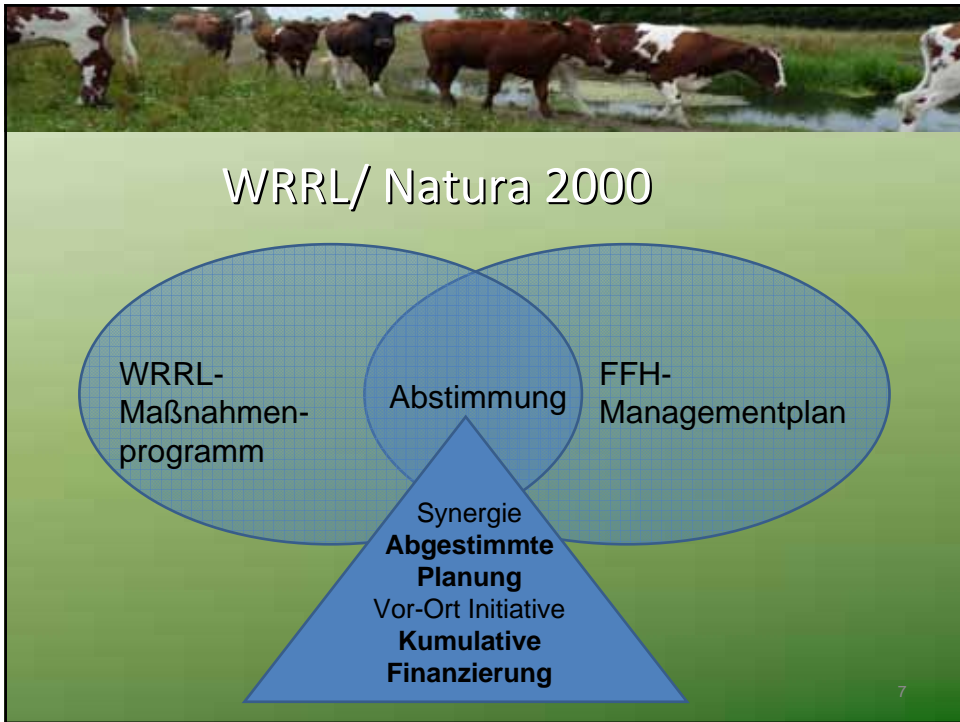 WRRL/ Natura 2000
WRRL-
Maßnahmen-
programm
Abstimmung
FFH-
Managementplan
Synergie
Abgestimmte
Planung
Vor-Ort Initiative
Kumulative
Finanzierung
7